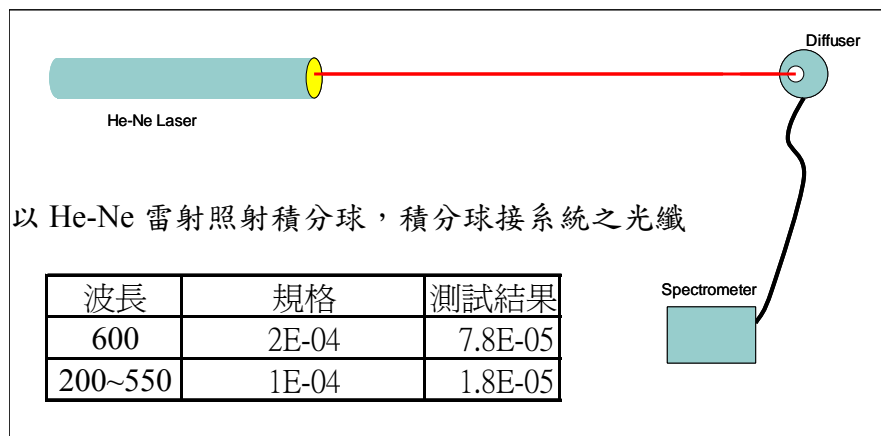 Diffuser
He-Ne Laser
以 He-Ne 雷射照射積分球，積分球接系統之光纖
Spectrometer
波長 規格 測試結果
600 2E-04 7.8E-05
200~550 1E-04 1.8E-05